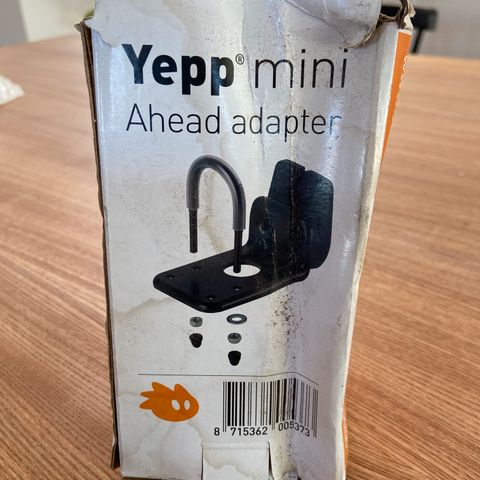 Yepp® mini
Ahead adapter
8 715362 005373